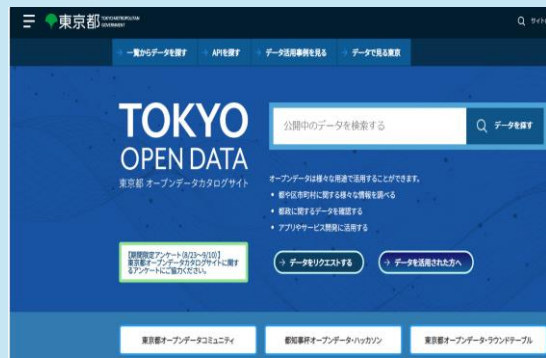 東京都 TOKYO METROPOLITAN GOVERNMENT
サイト
一覧からデータを探す
APIを探す
データ活用事例を見る
データで見る東京
TOKYO
OPEN DATA
東京都 オープンデータカタログサイト
公開中のデータを検索する
データを探す
オープンデータは様々な用途で活用することができます。
• 都や区市町村に関する様々な情報を調べる
• 都政に関するデータを確認する
• アプリやサービス開発に活用する
【期間限定アンケート(8/23~9/10)】
東京都オープンデータカタログサイトに関す
るアンケートにご協力ください。
データをリクエストする
データを活用された方へ
東京都オープンデータコミュニティ
都知事杯オープンデータ・ハッカソン
東京都オープンデータ・ラウンドテーブル